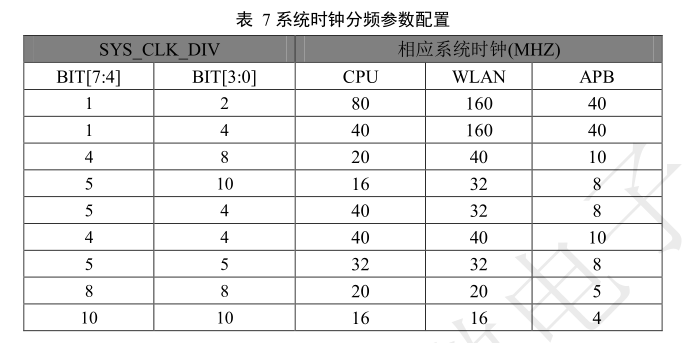 表 7 系统时钟分频参数配置
SYS_CLK_DIV 相应系统时钟(MHZ)
BIT[7:4] BIT[3:0] CPU WLAN APB
1 2 80 160 40
1 4 40 160 40
4 8 20 40 10
5 10 16 32 8
5 4 40 32 8
4 4 40 40 10
5 5 32 32 8
8 8 20 20 5
10 10 16 16 4
电子